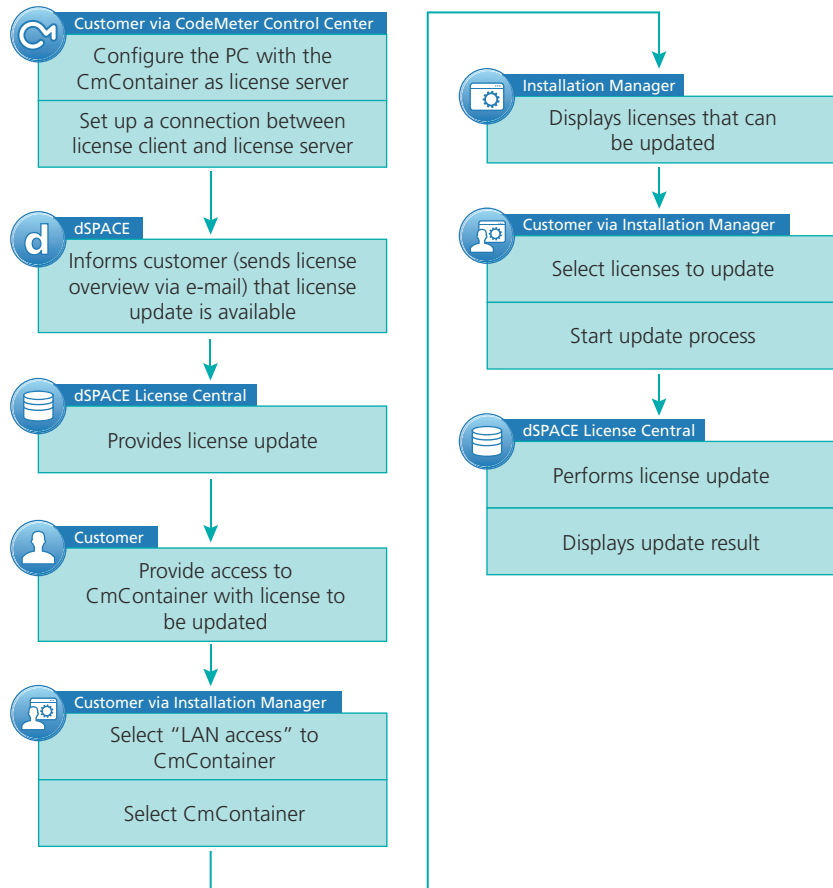 Customer via CodeMeter Control Center
Configure the PC with the
CmContainer as license server
Set up a connection between
license client and license server
d
dSPACE
Informs customer (sends license
overview via e-mail) that license
update is available
dSPACE License Central
Provides license update
Customer
Provide access to
CmContainer with license to
be updated
Customer via Installation Manager
Select “LAN access” to
CmContainer
Select CmContainer
Installation Manager
Displays licenses that can
be updated
Customer via Installation Manager
Select licenses to update
Start update process
dSPACE License Central
Performs license update
Displays update result